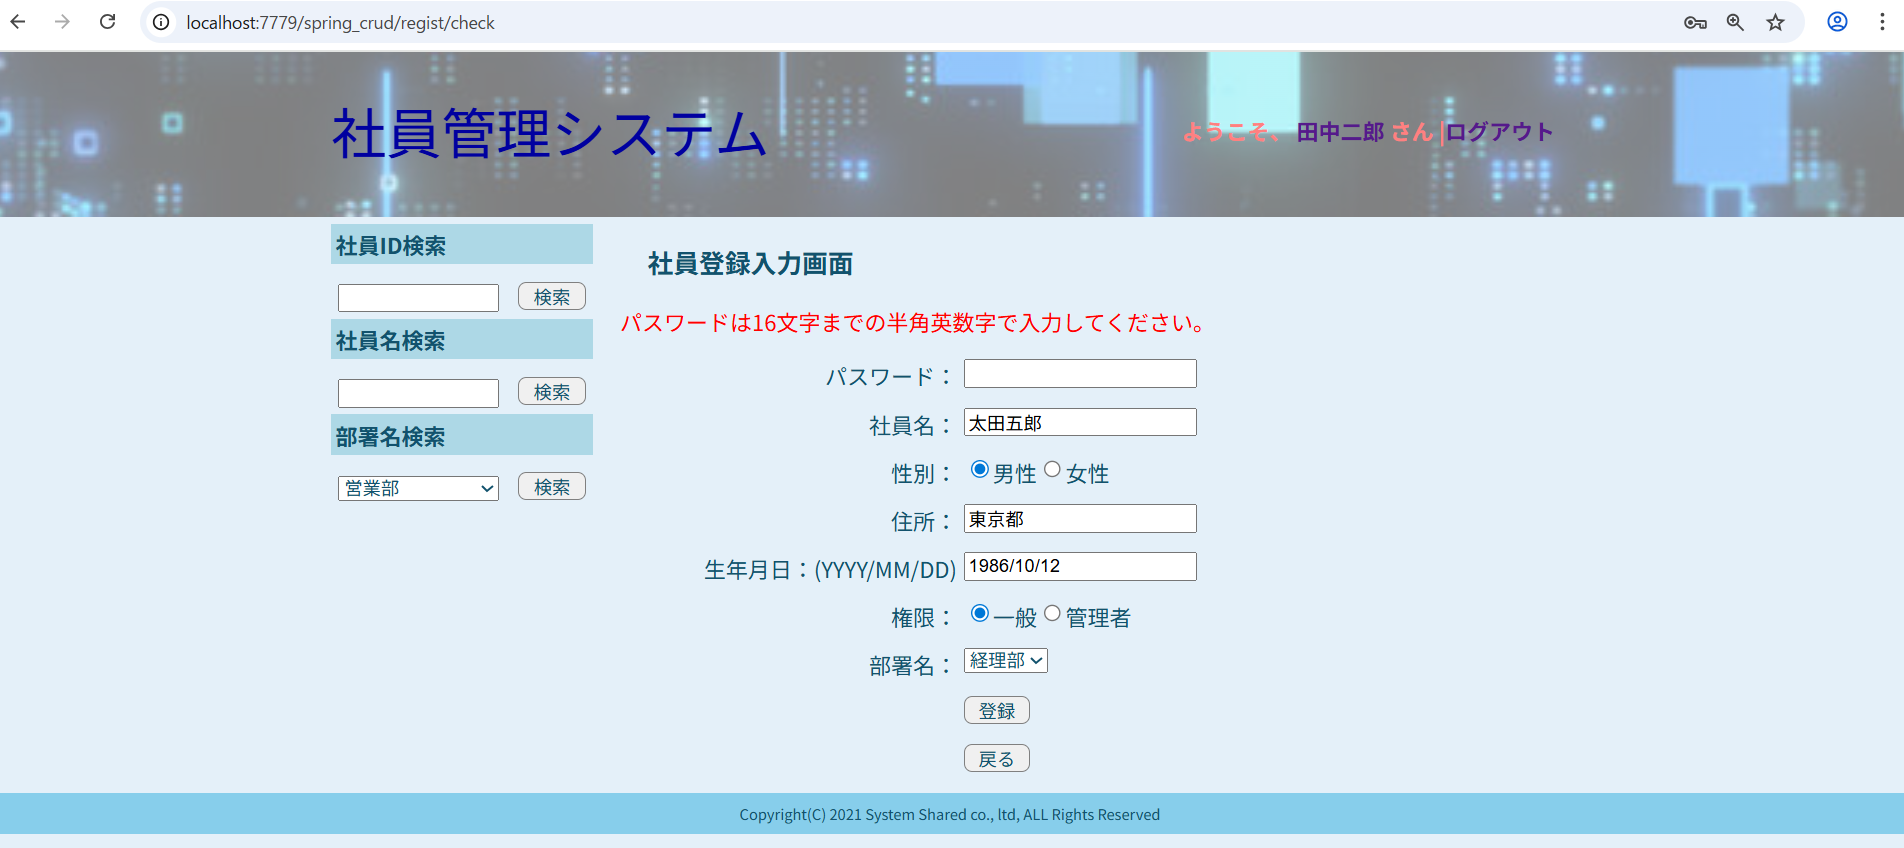 localhost:7779/spring_crud/regist/check
社員管理システム
ようこそ、 田中二郎 さん |ログアウト
社員ID検索
検索
社員名検索
検索
部署名検索
営業部 検索
社員登録入力画面
パスワードは16文字までの半角英数字で入力してください。
パスワード：
社員名： 太田五郎
性別： 男性 女性
住所： 東京都
生年月日：(YYYY/MM/DD) 1986/10/12
権限： 一般 管理者
部署名： 経理部
登録
戻る
Copyright(C) 2021 System Shared co., ltd, ALL Rights Reserved